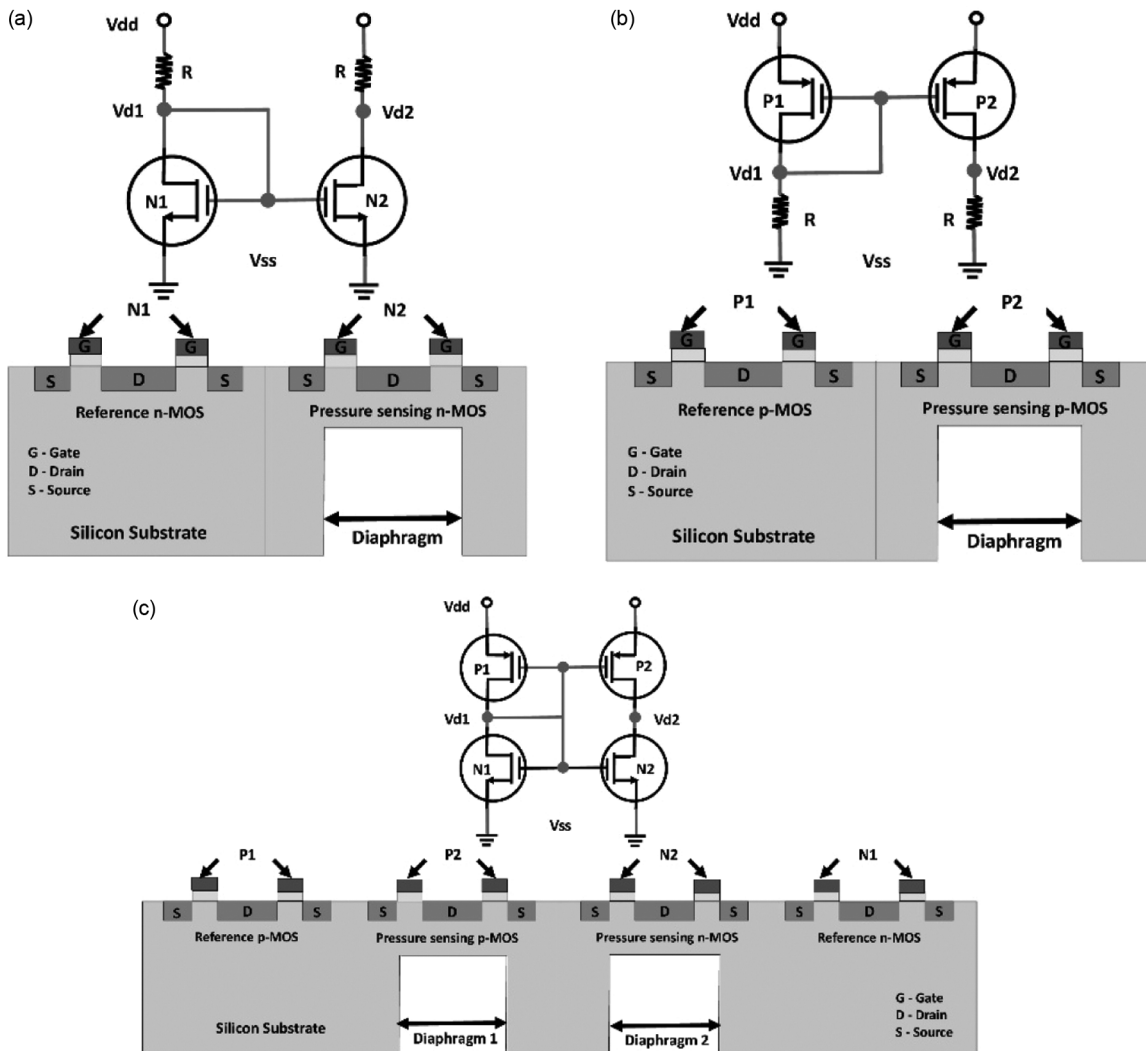 (a)
Vdd
R
R
Vd1
Vd2
N1
N2
Vss
N1
N2
G
G
G
G
S
D
S
S
D
S
Reference n-MOS
Pressure sensing n-MOS
G - Gate
D - Drain
S - Source
Silicon Substrate
Diaphragm
(b)
Vdd
P1
P2
Vd1
Vd2
R
R
Vss
P1
P2
G
G
G
G
S
D
S
S
D
S
Reference p-MOS
Pressure sensing p-MOS
G - Gate
D - Drain
S - Source
Silicon Substrate
Diaphragm
(c)
Vdd
P1
P2
Vd1
Vd2
N1
N2
Vss
P1
P2
N2
N1
S
D
S
S
D
S
S
D
S
S
D
S
Reference p-MOS
Pressure sensing p-MOS
Pressure sensing n-MOS
Reference n-MOS
Silicon Substrate
Diaphragm 1
Diaphragm 2
G - Gate
D - Drain
S - Source